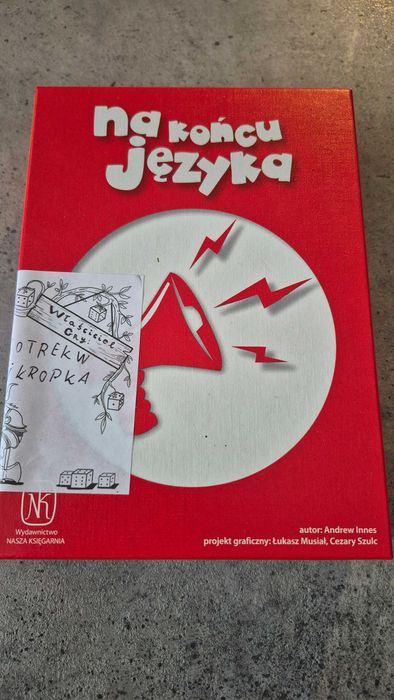 na końcu
języka
Właściciel
Gry:
OTREK W
KROPKA
NK
Wydawnictwo
NASZA KSIĘGARNIA
autor: Andrew Innes
projekt graficzny: Łukasz Musiał, Cezary Szulc